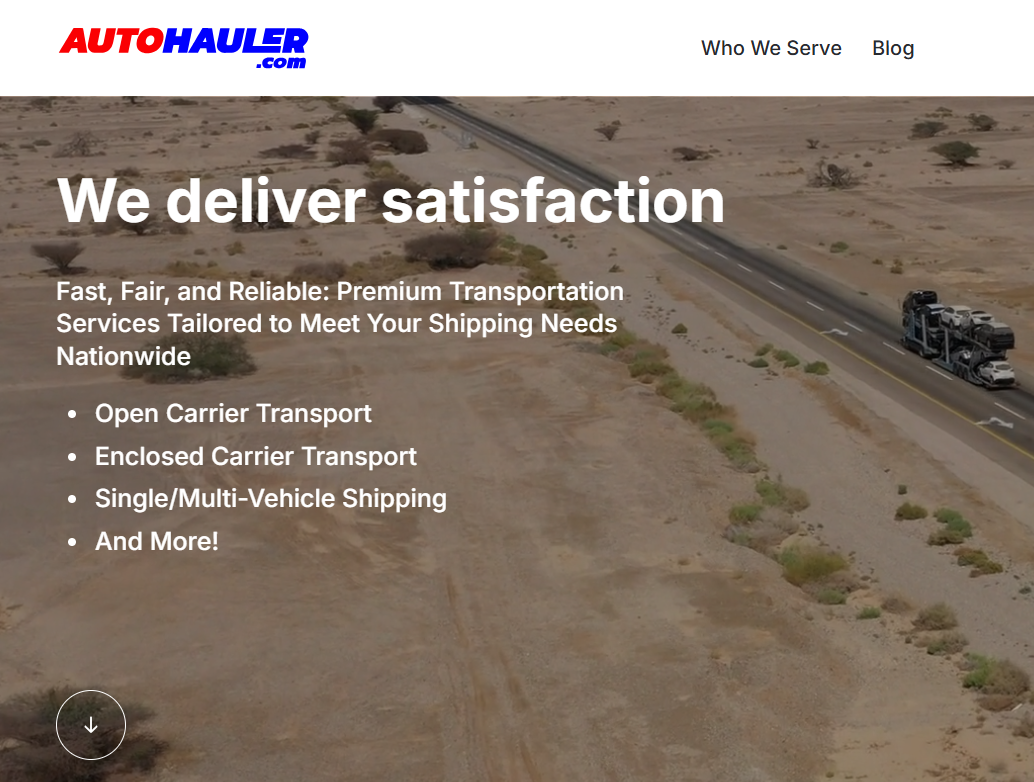 AUTOHAULER
.com
Who We Serve
Blog
We deliver satisfaction
Fast, Fair, and Reliable: Premium Transportation
Services Tailored to Meet Your Shipping Needs
Nationwide
Open Carrier Transport
Enclosed Carrier Transport
Single/Multi-Vehicle Shipping
And More!